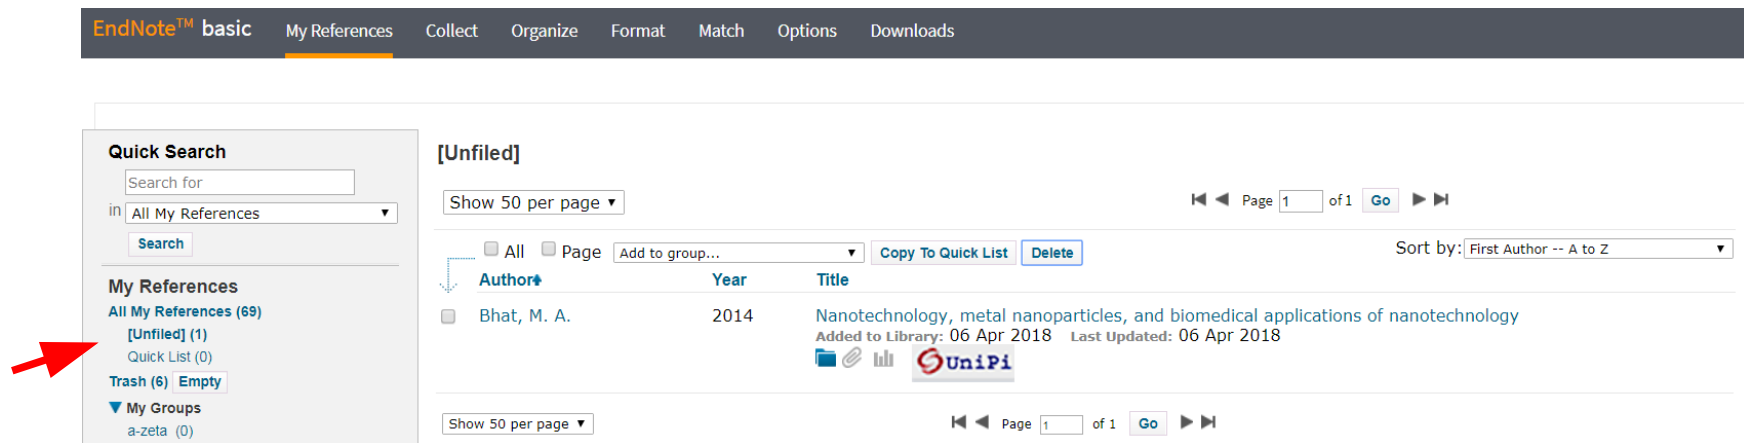 EndNote™ basic My References Collect Organize Format Match Options Downloads
Quick Search
Search for
in All My References
Search
My References
All My References (69)
[Unfiled] (1)
Quick List (0)
Trash (6) Empty
My Groups
a-zeta (0)
[Unfiled]
Show 50 per page
Page 1 of 1 Go
All Page Add to group... Copy To Quick List Delete
Sort by: First Author -- A to Z
Author Year Title
Bhat, M. A. 2014 Nanotechnology, metal nanoparticles, and biomedical applications of nanotechnology
Added to Library: 06 Apr 2018 Last Updated: 06 Apr 2018
UniPi
Show 50 per page
Page 1 of 1 Go